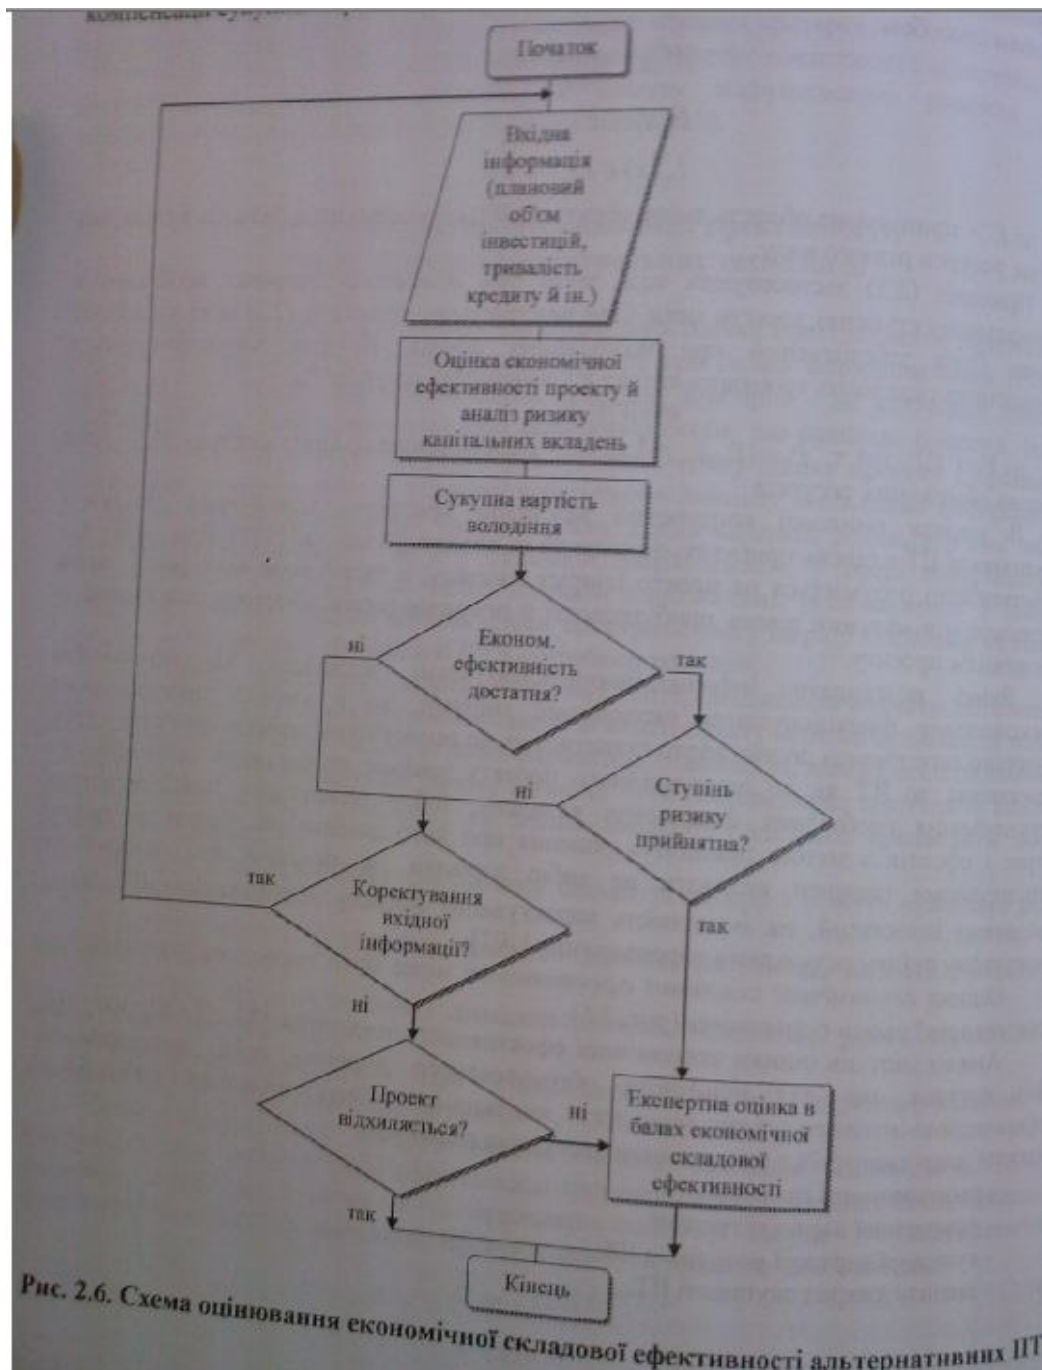 Початок
Вхідна
інформація
(плановий
об'єм
інвестицій,
тривалість
кредиту й ін.)
Оцінка економічної
ефективності проекту й
аналіз ризику
капітальних вкладень
Сукупна вартість
володіння
Економ.
ефективність
достатня?
ні
так
Ступінь
ризику
прийнятна?
ні
так
Коректування
вхідної
інформації?
так
ні
Проект
відхиляється?
ні
так
Експертна оцінка в
балах економічної
складової
ефективності
Кінець
Рис. 2.6. Схема оцінювання економічної складової ефективності альтернативних ІТ